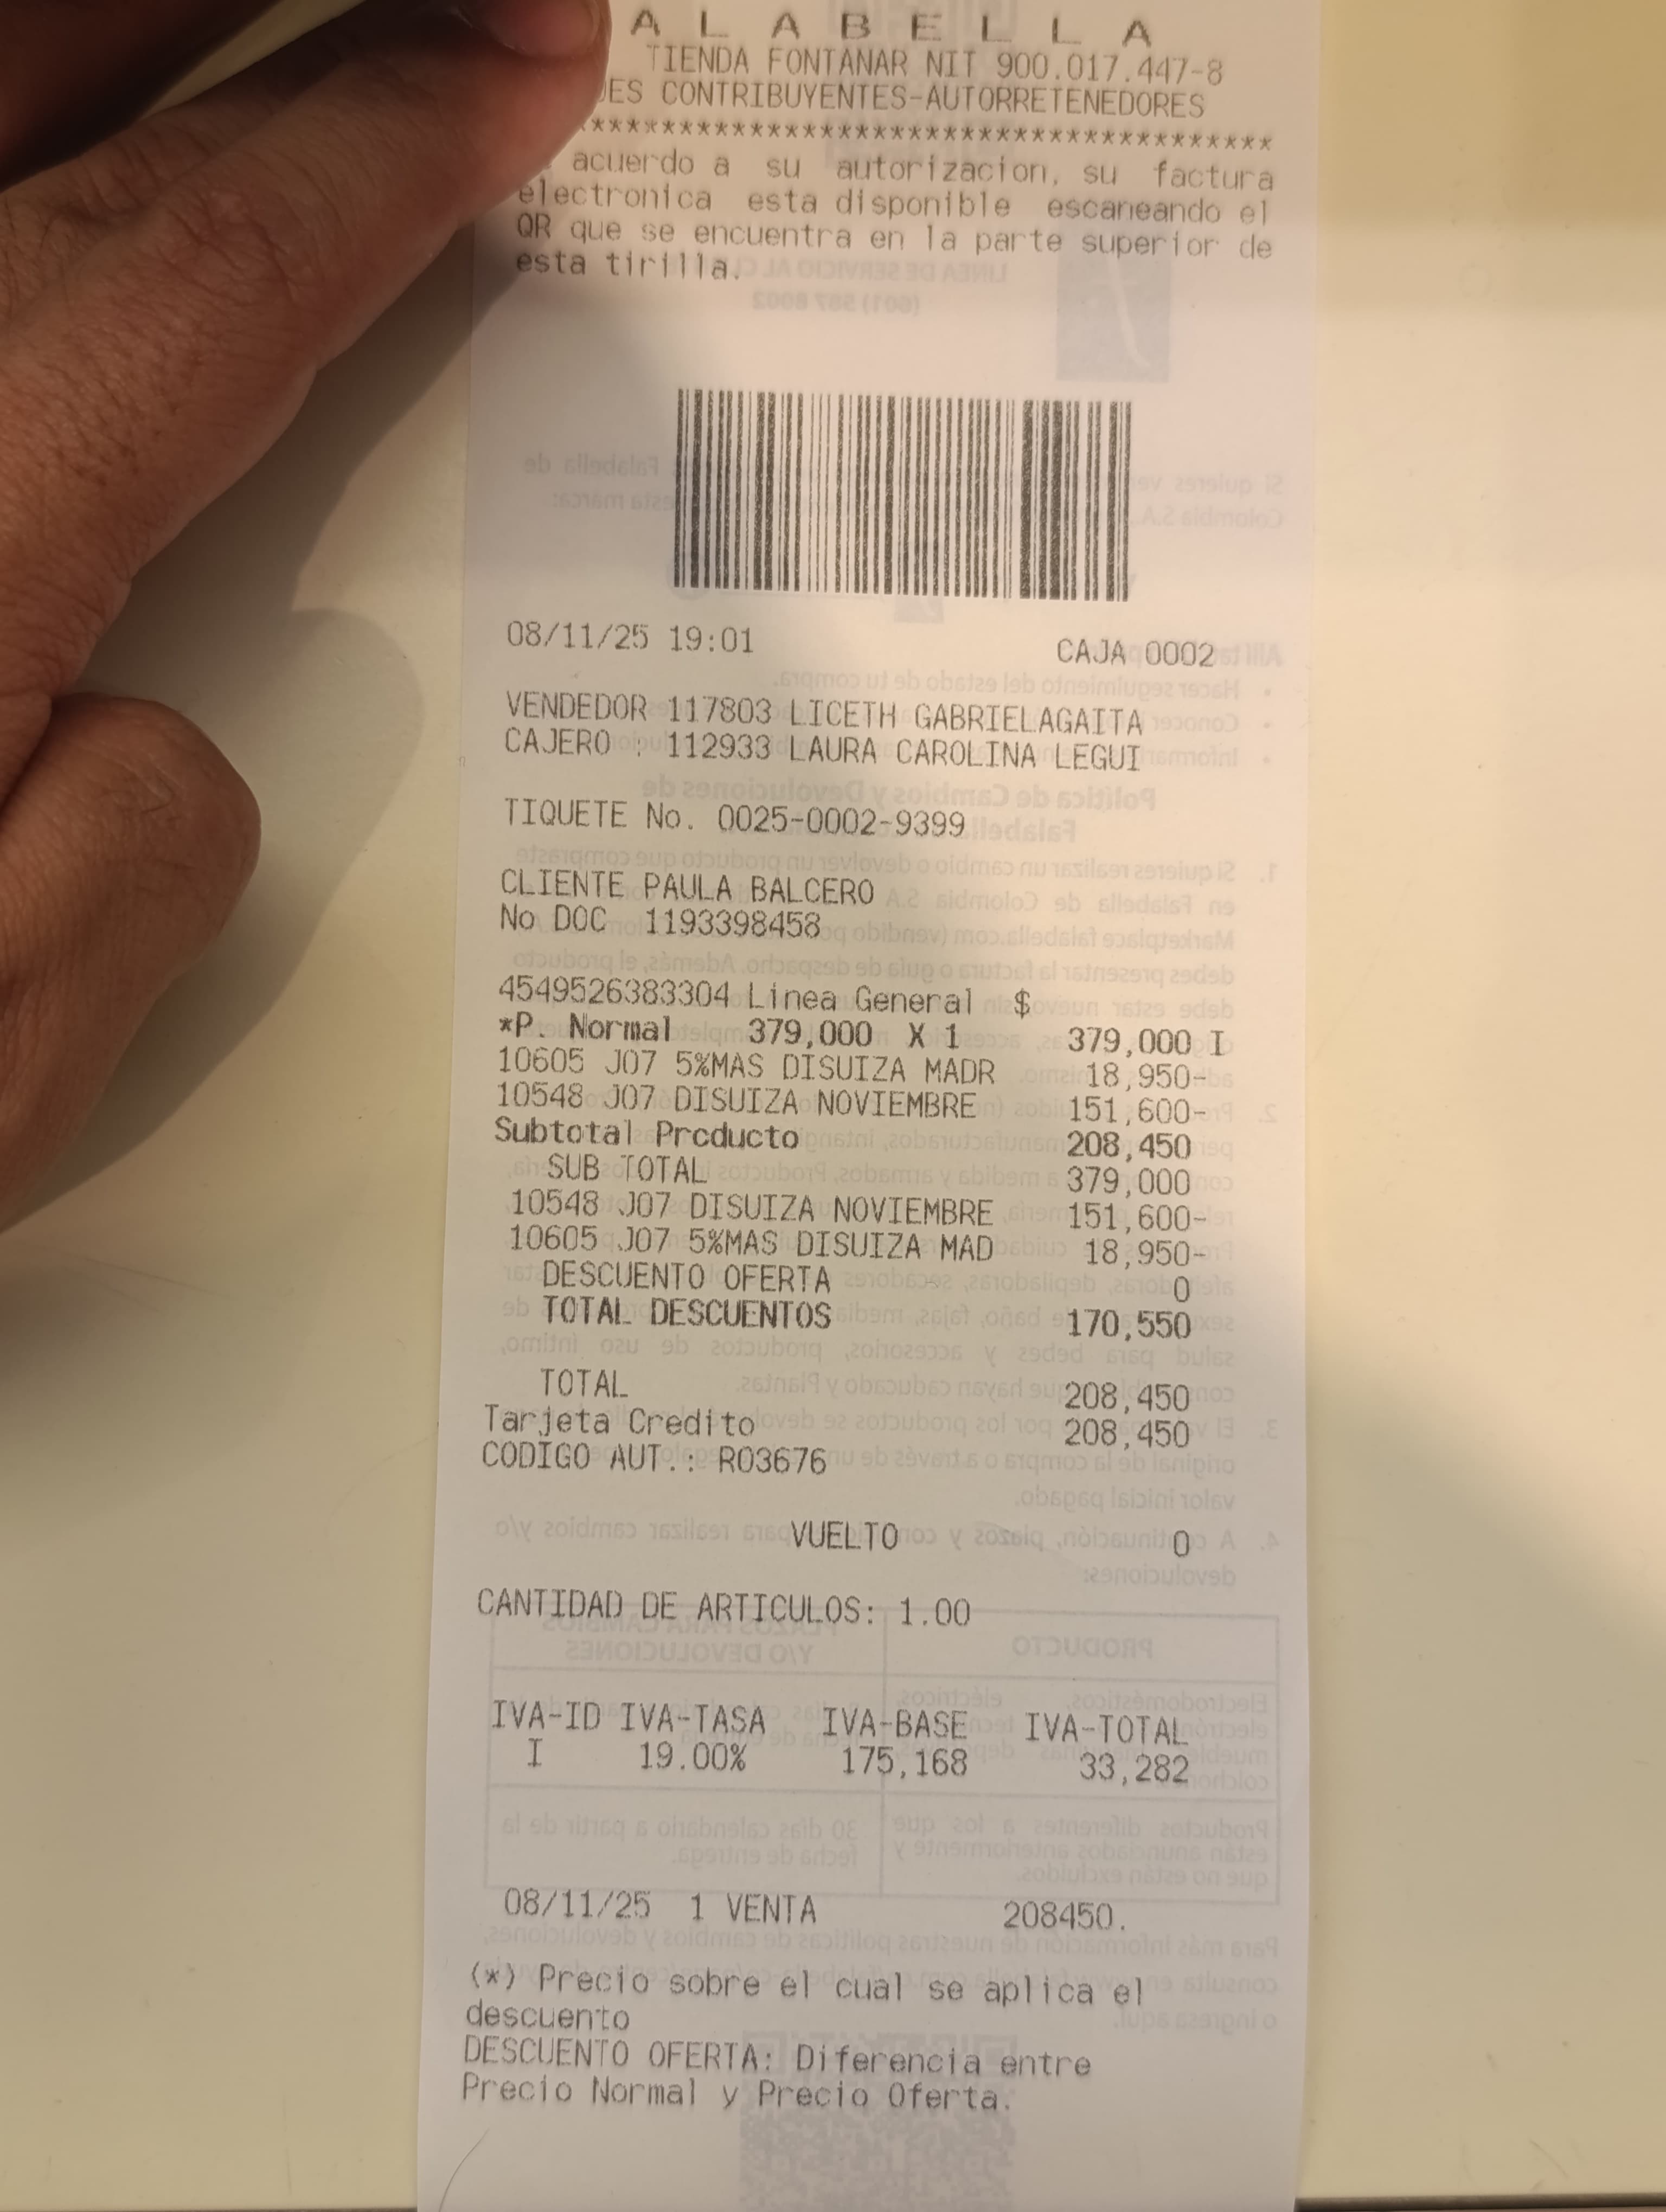 A L A B E L L A
TIENDA FONTANAR NIT 900.017.447-8
CONTRIBUYENTES-AUTORRETENEDORES
***************************************
acuerdo a su autorizacion, su factura
electronica esta disponible escaneando el
QR que se encuentra en la parte superior de
esta tirilla.
08/11/25 19:01 CAJA 0002
VENDEDOR 117803 LICETH GABRIELAGAITA
CAJERO : 112933 LAURA CAROLINA LEGUI
TIQUETE No. 0025-0002-9399
CLIENTE PAULA BALCERO
No DOC 1193398458
4549526383304 Linea General $
*P. Normal 379,000 X 1 379,000 I
10605 J07 5%MAS DISUIZA MADR 18,950-
10548 J07 DISUIZA NOVIEMBRE 151,600-
Subtotal Producto 208,450
SUB TOTAL 379,000
10548 J07 DISUIZA NOVIEMBRE 151,600-
10605 J07 5%MAS DISUIZA MAD 18,950-
DESCUENTO OFERTA 0
TOTAL DESCUENTOS 170,550
TOTAL 208,450
Tarjeta Credito 208,450
CODIGO AUT.: R03676
VUELTO 0
CANTIDAD DE ARTICULOS: 1.00
IVA-ID IVA-TASA IVA-BASE IVA-TOTAL
I 19.00% 175,168 33,282
08/11/25 1 VENTA 208450.
(*) Precio sobre el cual se aplica el
descuento
DESCUENTO OFERTA: Diferencia entre
Precio Normal y Precio Oferta.